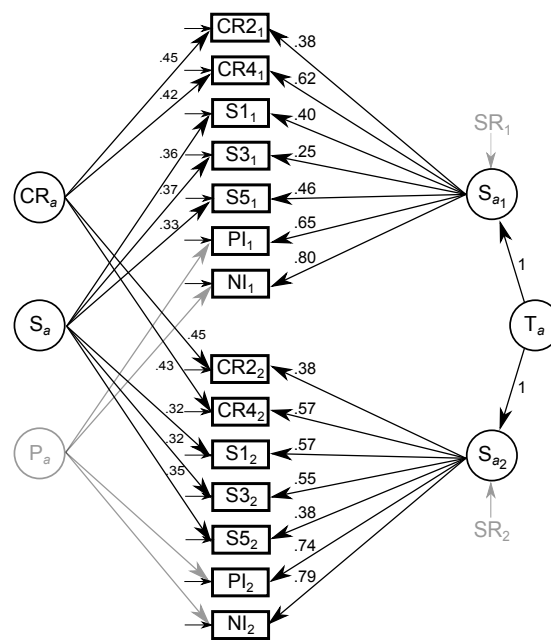 CR2₁
.45
.38
CR4₁
.42
.62
S1₁
.40
SR₁
.36
S3₁
.25
.37
CRₐ
S5₁
.46
Sₐ₁
.33
PI₁
.65
NI₁
.80
1
Sₐ
Tₐ
.45
CR2₂
.38
.43
CR4₂
.57
1
.32
S1₂
.57
.32
Pₐ
S3₂
.55
Sₐ₂
.35
S5₂
.38
SR₂
PI₂
.74
NI₂
.79